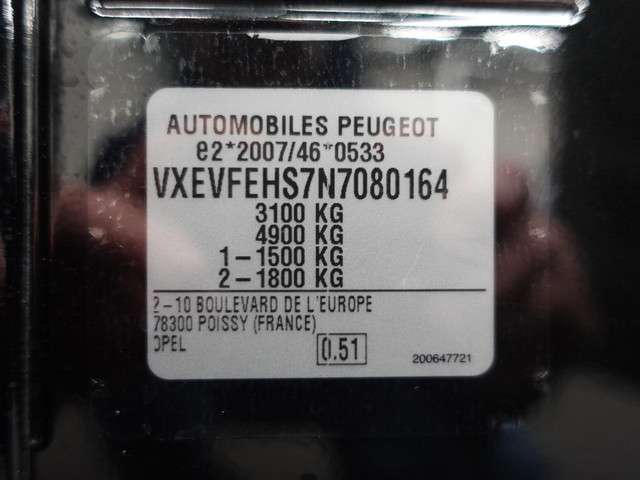 AUTOMOBILES PEUGEOT
e2*2007/46*0533
VXEVFEHS7N7080164
3100 KG
4900 KG
1-1500 KG
2-1800 KG
2-10 BOULEVARD DE L'EUROPE
78300 POISSY (FRANCE)
OPEL
0.51
200647721